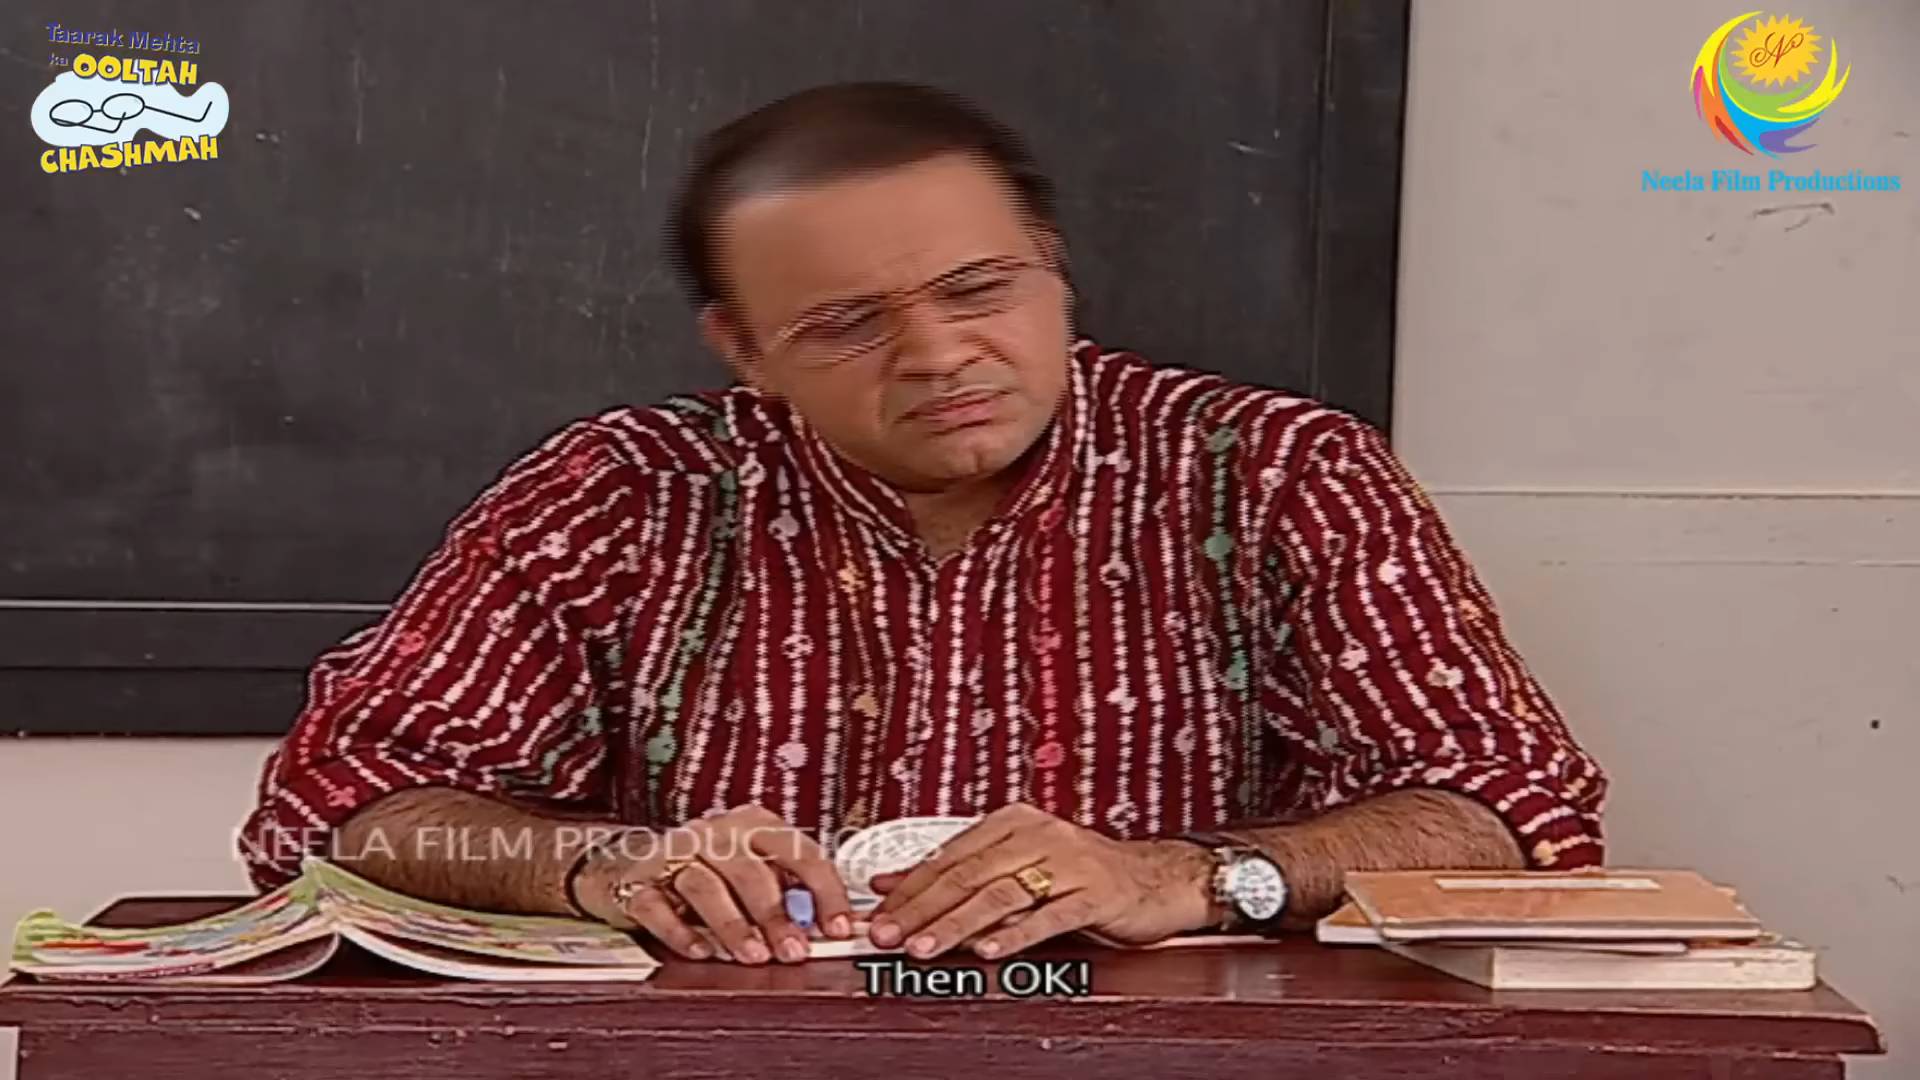 Taarak Mehta
ka OOLTAH
CHASHMAH
Neela Film Productions
NEELA FILM PRODUCTIONS
Then OK!